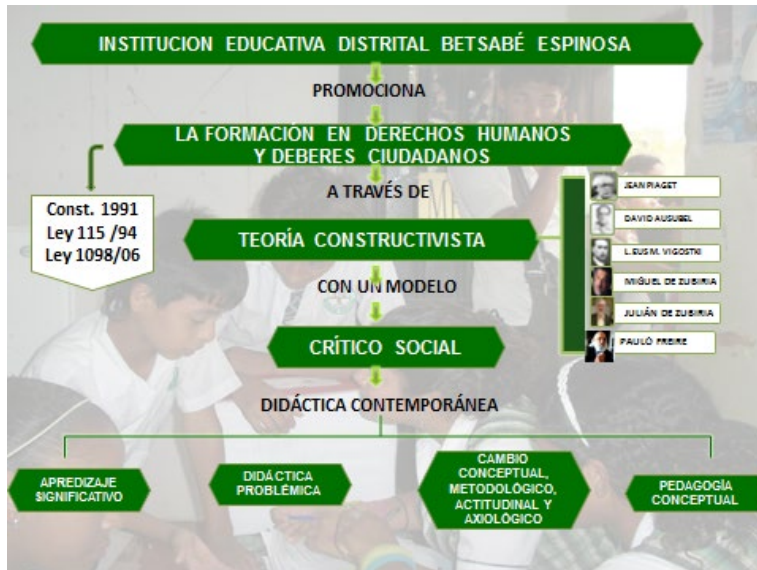 INSTITUCION EDUCATIVA DISTRITAL BETSABÉ ESPINOSA
PROMOCIONA
LA FORMACIÓN EN DERECHOS HUMANOS
Y DEBERES CIUDADANOS
Const. 1991
Ley 115 /94
Ley 1098/06
A TRAVÉS DE
TEORÍA CONSTRUCTIVISTA
JEAN PIAGET
DAVID AUSUBEL
L.EUS M. VIGOSTKI
MIGUEL DE ZUBIRIA
JULIÁN DE ZUBIRIA
PAULÓ FREIRE
CON UN MODELO
CRÍTICO SOCIAL
DIDÁCTICA CONTEMPORÁNEA
APREDIZAJE
SIGNIFICATIVO
DIDÁCTICA
PROBLÉMICA
CAMBIO
CONCEPTUAL,
METODOLÓGICO,
ACTITUDINAL Y
AXIOLÓGICO
PEDAGOGÍA
CONCEPTUAL